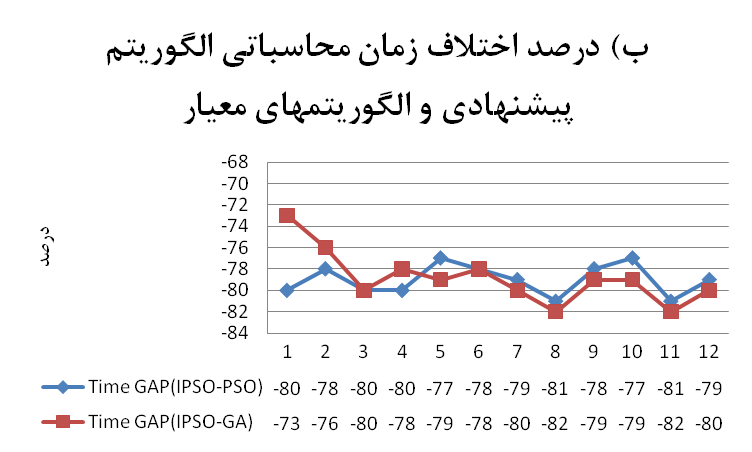 ب) درصد اختلاف زمان محاسباتی الگوریتم
پیشنهادی و الگوریتمهای معیار
درصد
-68
-70
-72
-74
-76
-78
-80
-82
-84
1 2 3 4 5 6 7 8 9 10 11 12
Time GAP(IPSO-PSO) -80 -78 -80 -80 -77 -78 -79 -81 -78 -77 -81 -79
Time GAP(IPSO-GA) -73 -76 -80 -78 -79 -78 -80 -82 -79 -79 -82 -80